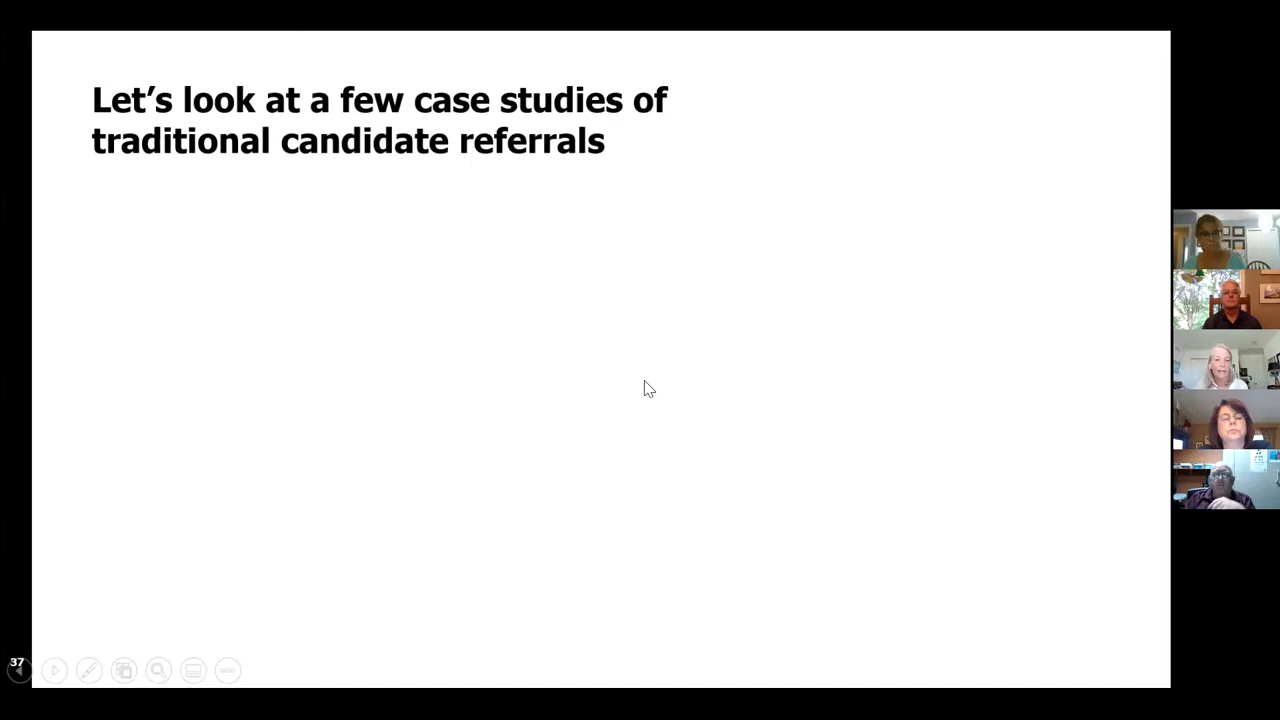 Let’s look at a few case studies of
traditional candidate referrals
37